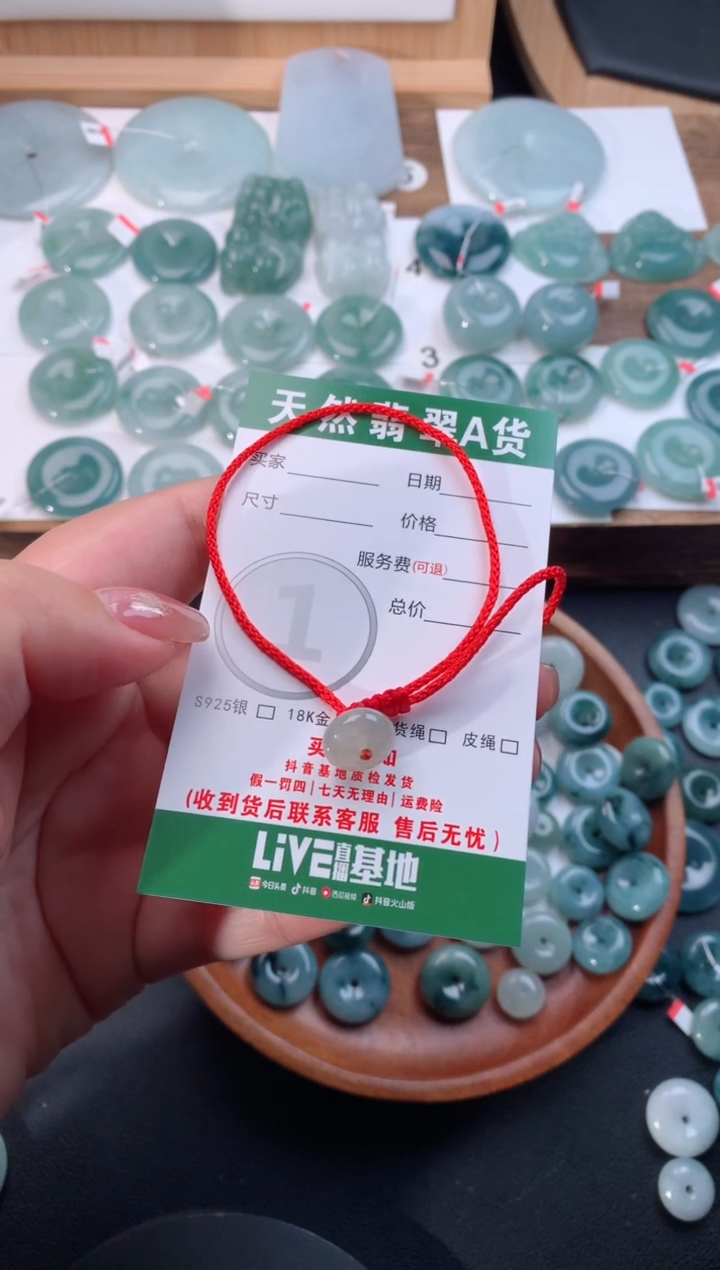 天然翡翠A货
买家 日期
尺寸 价格
服务费(可退)
总价
1
S925银 18K金 货绳 皮绳
买 知
抖音基地质检发货
假一罚四|七天无理由|运费险
(收到货后联系客服 售后无忧)
LiVE直播基地
今日头条 抖音 西瓜视频 抖音火山版
5
4
3